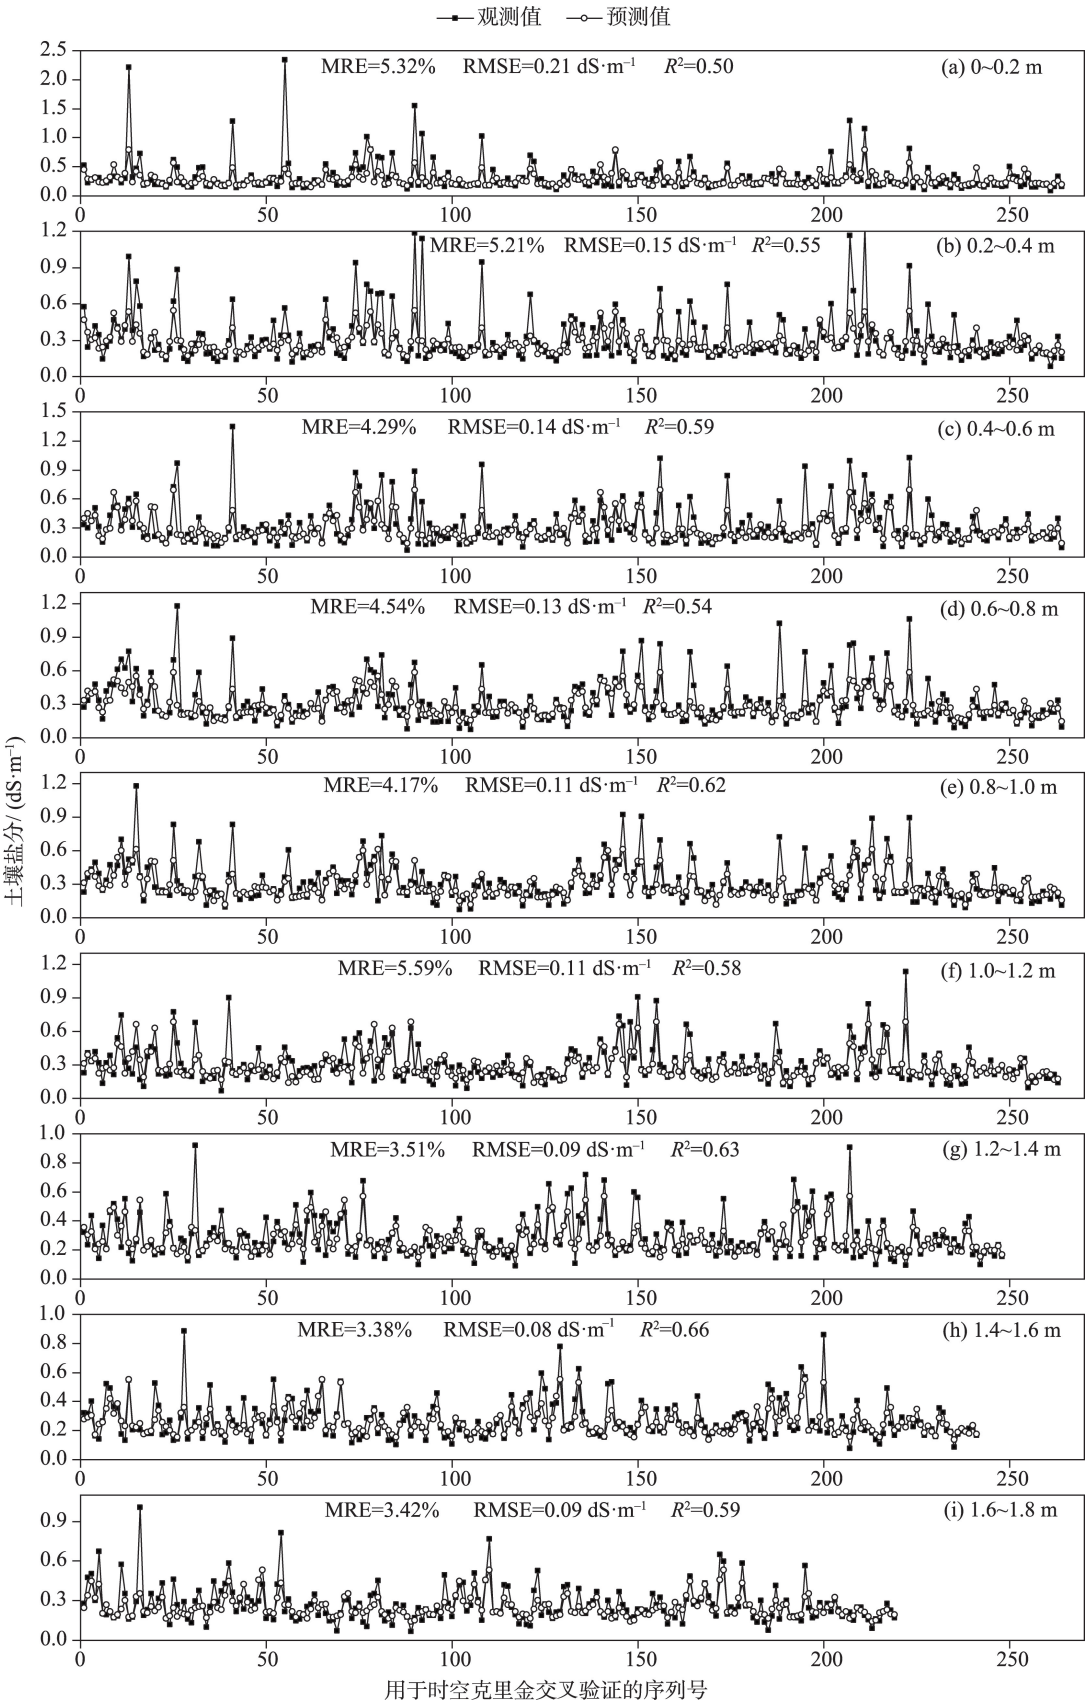 观测值 预测值
MRE=5.32% RMSE=0.21 dS·m⁻¹ R²=0.50 (a) 0~0.2 m
2.5
2.0
1.5
1.0
0.5
0.0
0 50 100 150 200 250
MRE=5.21% RMSE=0.15 dS·m⁻¹ R²=0.55 (b) 0.2~0.4 m
1.2
0.9
0.6
0.3
0.0
0 50 100 150 200 250
MRE=4.29% RMSE=0.14 dS·m⁻¹ R²=0.59 (c) 0.4~0.6 m
1.5
1.2
0.9
0.6
0.3
0.0
0 50 100 150 200 250
MRE=4.54% RMSE=0.13 dS·m⁻¹ R²=0.54 (d) 0.6~0.8 m
1.2
0.9
0.6
0.3
0.0
0 50 100 150 200 250
土壤盐分/ (dS·m⁻¹)
MRE=4.17% RMSE=0.11 dS·m⁻¹ R²=0.62 (e) 0.8~1.0 m
1.2
0.9
0.6
0.3
0.0
0 50 100 150 200 250
MRE=5.59% RMSE=0.11 dS·m⁻¹ R²=0.58 (f) 1.0~1.2 m
1.2
0.9
0.6
0.3
0.0
0 50 100 150 200 250
MRE=3.51% RMSE=0.09 dS·m⁻¹ R²=0.63 (g) 1.2~1.4 m
1.0
0.8
0.6
0.4
0.2
0.0
0 50 100 150 200 250
MRE=3.38% RMSE=0.08 dS·m⁻¹ R²=0.66 (h) 1.4~1.6 m
1.0
0.8
0.6
0.4
0.2
0.0
0 50 100 150 200 250
MRE=3.42% RMSE=0.09 dS·m⁻¹ R²=0.59 (i) 1.6~1.8 m
0.9
0.6
0.3
0.0
0 50 100 150 200 250
用于时空克里金交叉验证的序列号